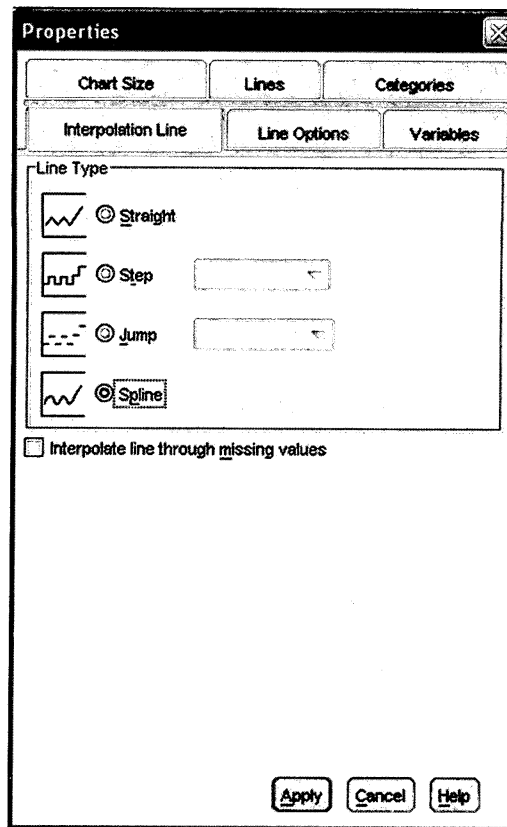 Properties
Chart Size Lines Categories
Interpolation Line Line Options Variables
Line Type
Straight
Step
Jump
Spline
Interpolate line through missing values
Apply Cancel Help